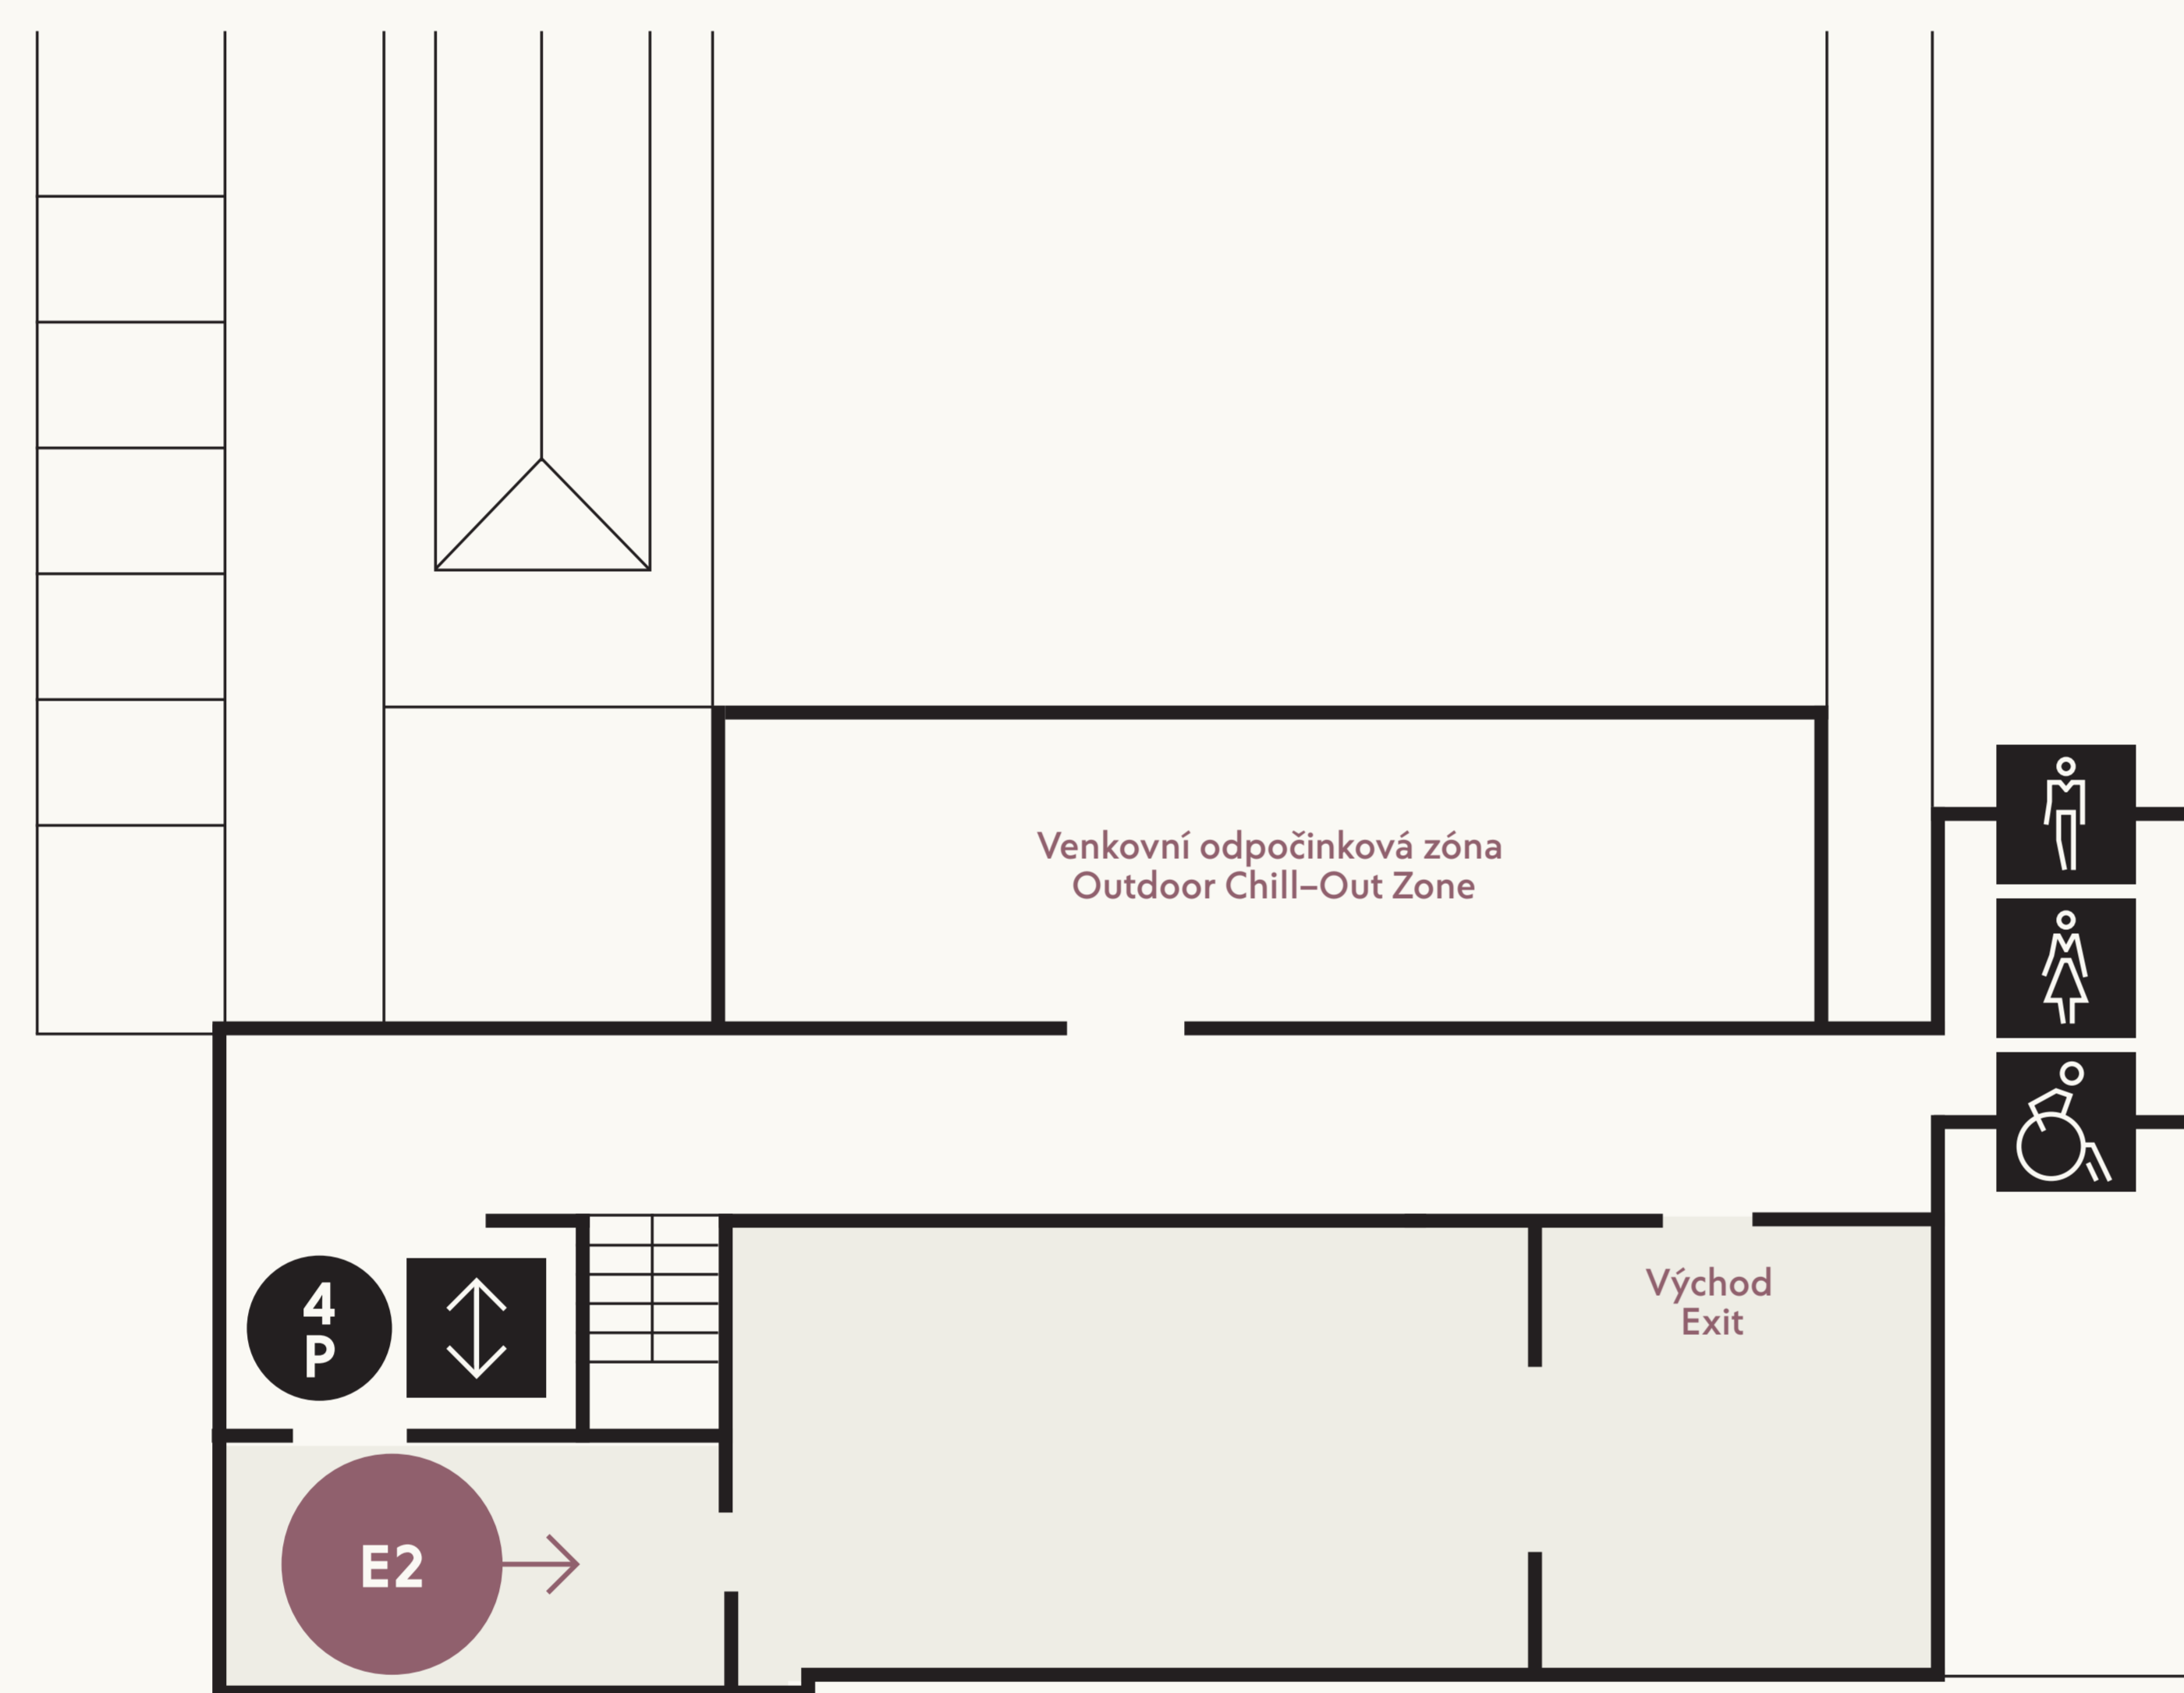 Venkovní odpočinková zóna
Outdoor Chill–Out Zone
Východ
Exit
4
P
E2